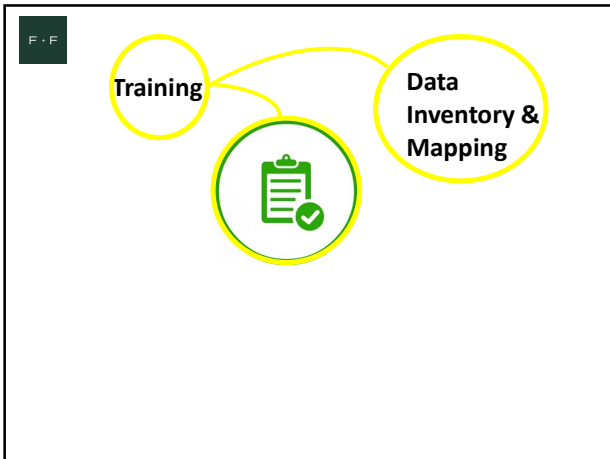 F + F
Training
Data
Inventory &
Mapping